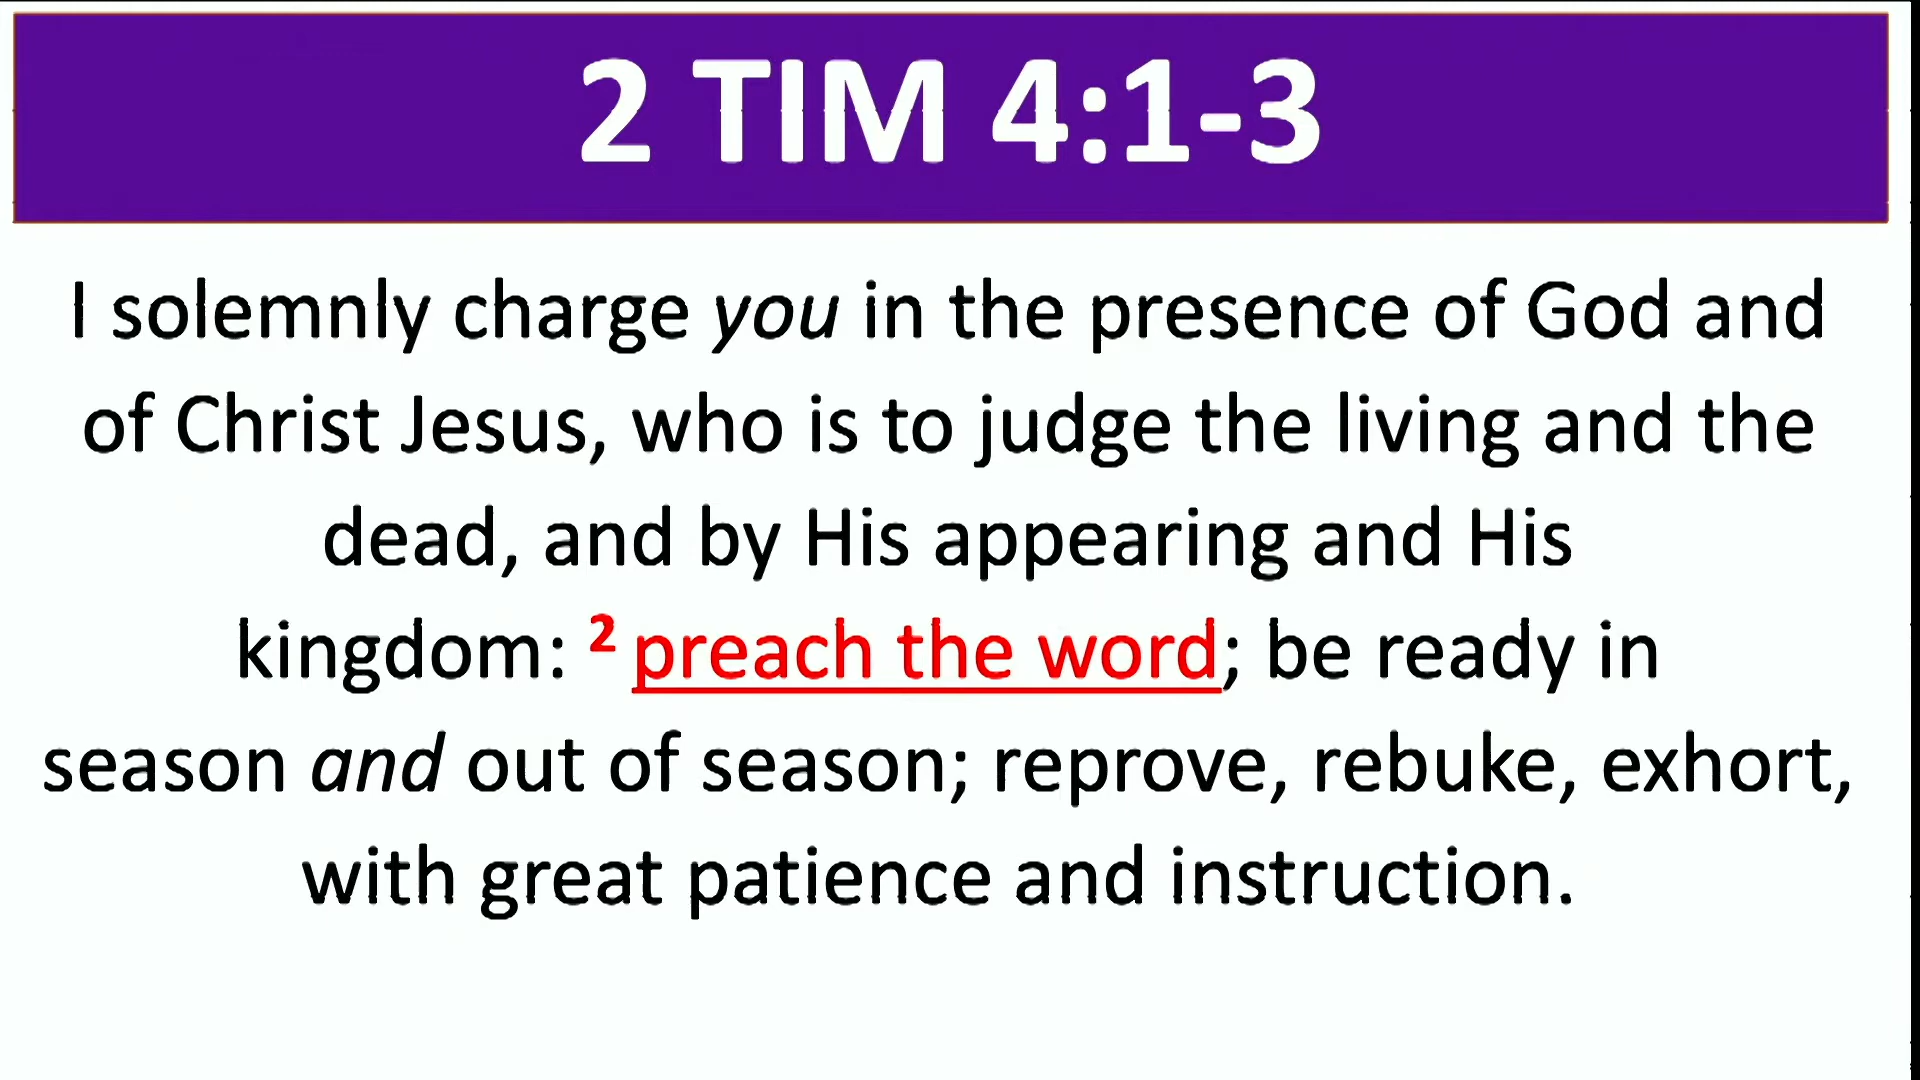 2 TIM 4:1-3
I solemnly charge you in the presence of God and
of Christ Jesus, who is to judge the living and the
dead, and by His appearing and His
kingdom: ² preach the word; be ready in
season and out of season; reprove, rebuke, exhort,
with great patience and instruction.